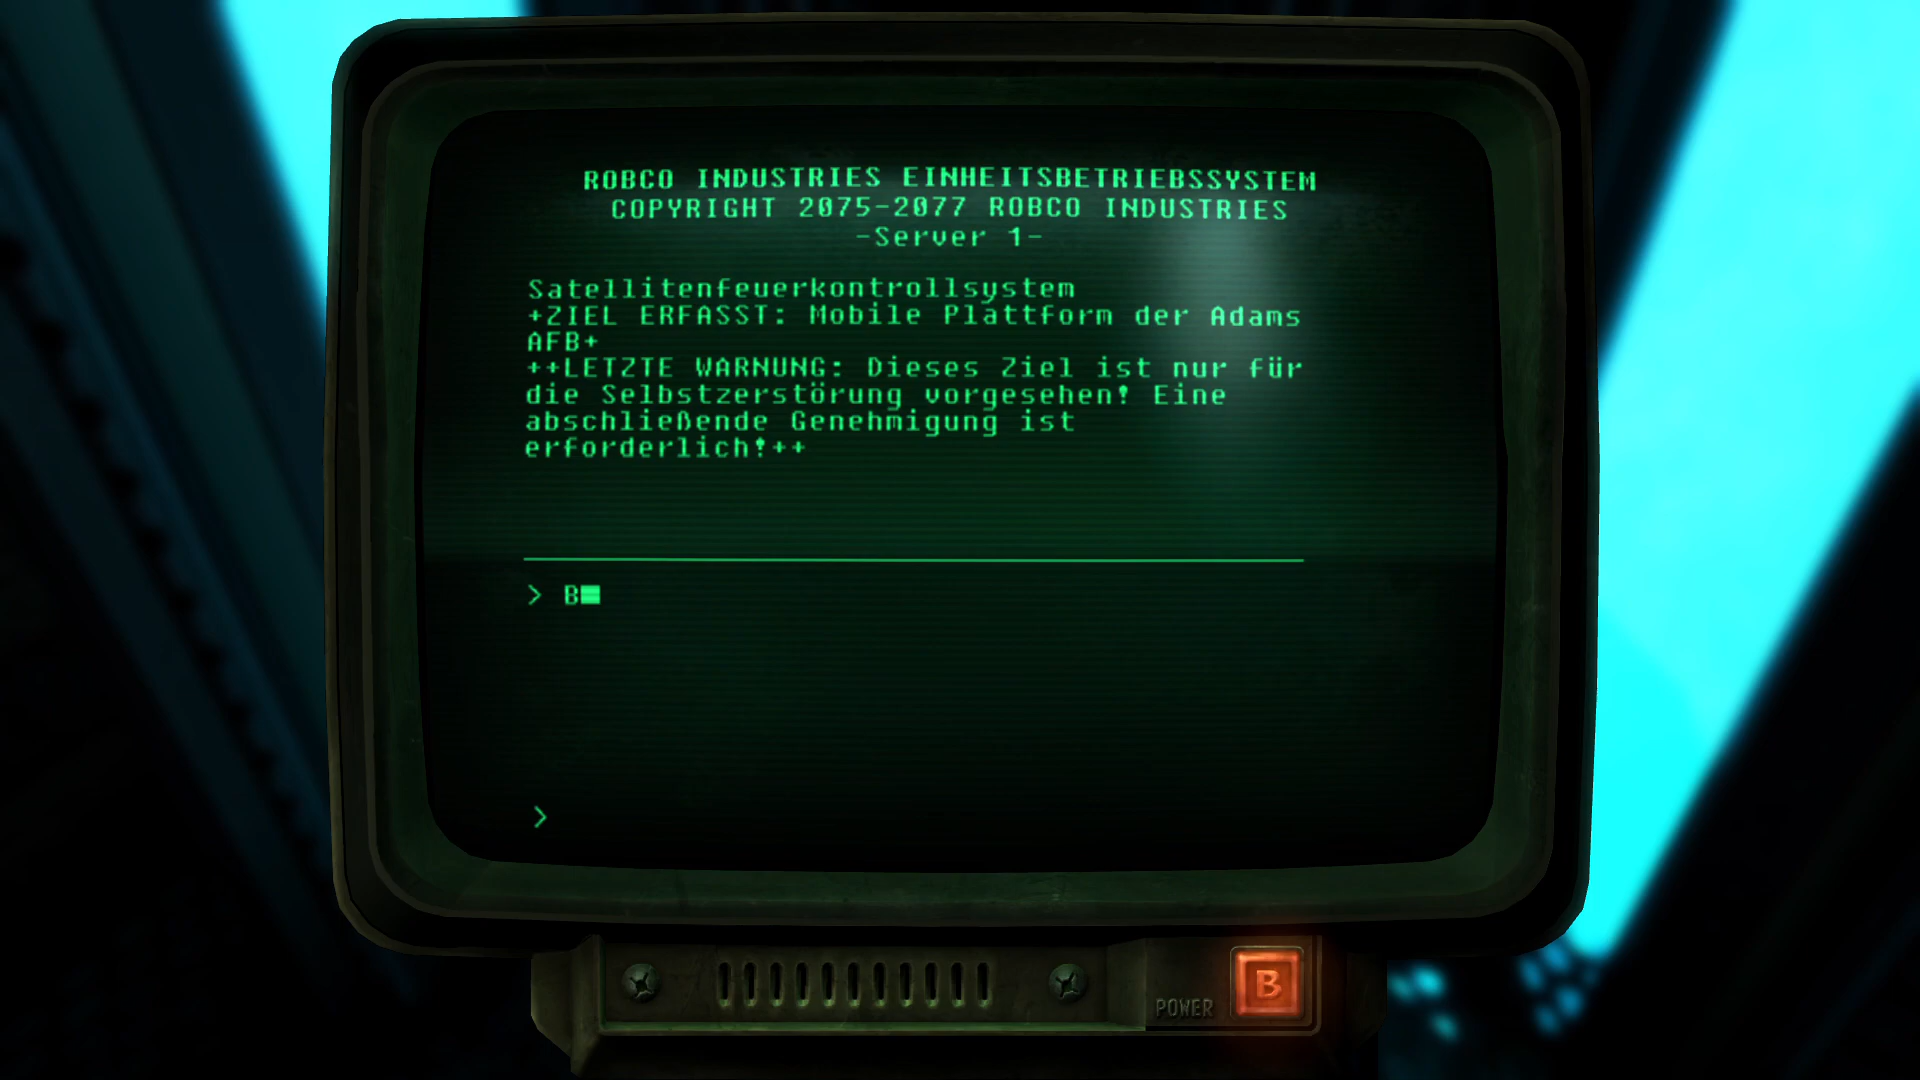 ROBCO INDUSTRIES EINHEITSBETRIEBSSYSTEM
COPYRIGHT 2075-2077 ROBCO INDUSTRIES
-Server 1-
Satellitenfeuerkontrollsystem
+ZIEL ERFASST: Mobile Plattform der Adams
AFB+
++LETZTE WARNUNG: Dieses Ziel ist nur für
die Selbstzerstörung vorgesehen! Eine
abschließende Genehmigung ist
erforderlich!++
> B
>
POWER B